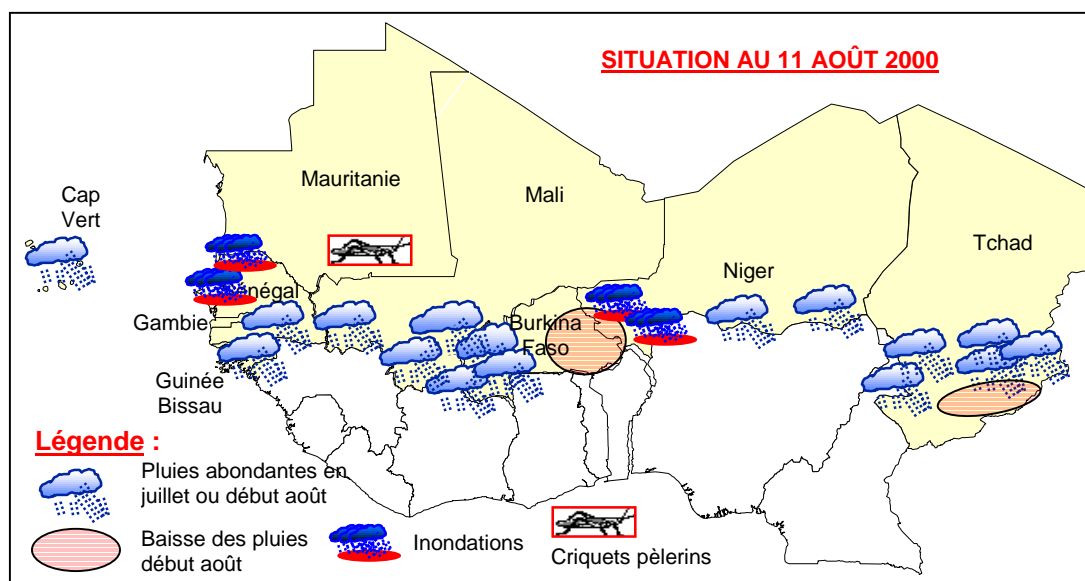 SITUATION AU 11 AOÛT 2000
Mauritanie
Mali
Cap
Vert
Tchad
Niger
négal
Gambie
Burkina
Faso
Guinée
Bissau
Légende :
Pluies abondantes en
juillet ou début août
Baisse des pluies
début août
Inondations
Criquets pèlerins